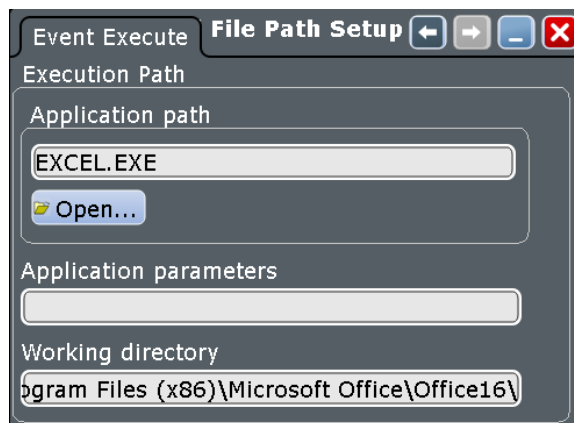 Event Execute File Path Setup
Execution Path
Application path
EXCEL.EXE
Open...
Application parameters
Working directory
Files (x86)\Microsoft Office\Office16\